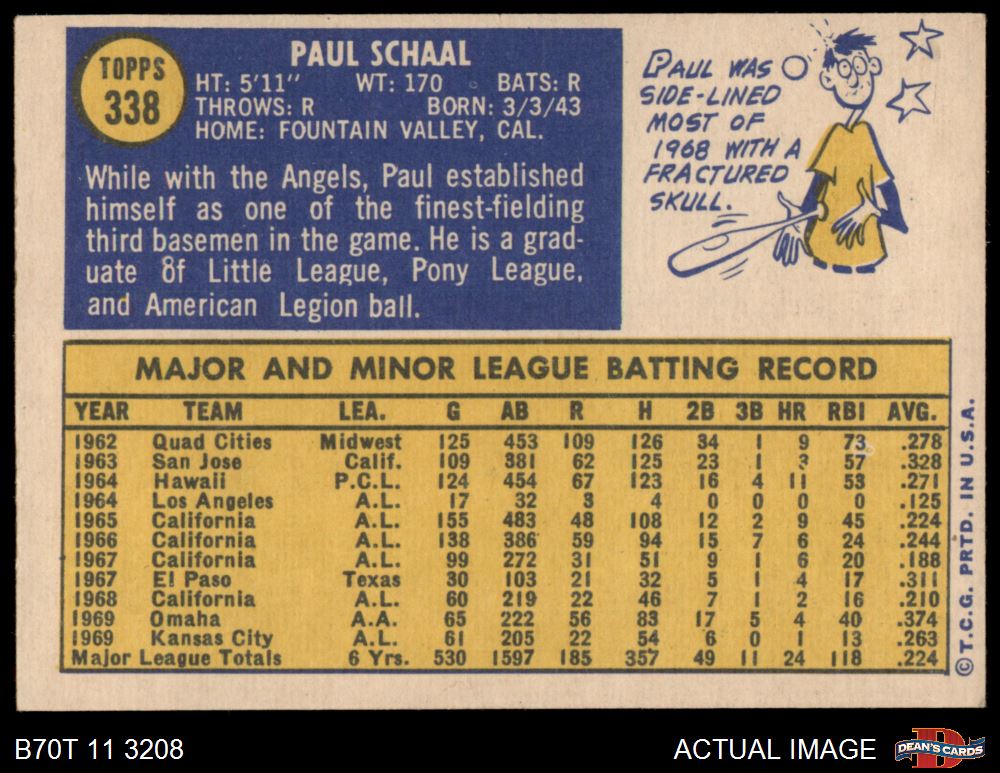 TOPPS
338
PAUL SCHAAL
HT: 5'11" WT: 170 BATS: R
THROWS: R BORN: 3/3/43
HOME: FOUNTAIN VALLEY, CAL.
While with the Angels, Paul established
himself as one of the finest-fielding
third basemen in the game. He is a grad-
uate of Little League, Pony League,
and American Legion ball.
PAUL WAS
SIDE-LINED
MOST OF
1968 WITH A
FRACTURED
SKULL.
MAJOR AND MINOR LEAGUE BATTING RECORD
YEAR TEAM LEA. G AB R H 2B 3B HR RBI AVG.
1962 Quad Cities Midwest 125 453 109 126 34 1 9 73 .278
1963 San Jose Calif. 109 381 62 125 23 1 3 57 .328
1964 Hawaii P.C.L. 124 454 67 123 16 4 11 53 .271
1964 Los Angeles A.L. 17 32 3 4 0 0 0 0 .125
1965 California A.L. 155 483 48 108 12 2 9 45 .224
1966 California A.L. 138 386 59 94 15 7 6 24 .244
1967 California A.L. 99 272 31 51 9 1 6 20 .188
1967 El Paso Texas 30 103 21 32 5 1 4 17 .311
1968 California A.L. 60 219 22 46 7 1 2 16 .210
1969 Omaha A.A. 65 222 56 83 17 5 4 40 .374
1969 Kansas City A.L. 61 205 22 54 6 0 1 13 .263
Major League Totals 6 Yrs. 530 1597 185 357 49 11 24 118 .224
©T.C.G. PRTD. IN U.S.A.
B70T 11 3208
ACTUAL IMAGE
D
DEAN'S CARDS